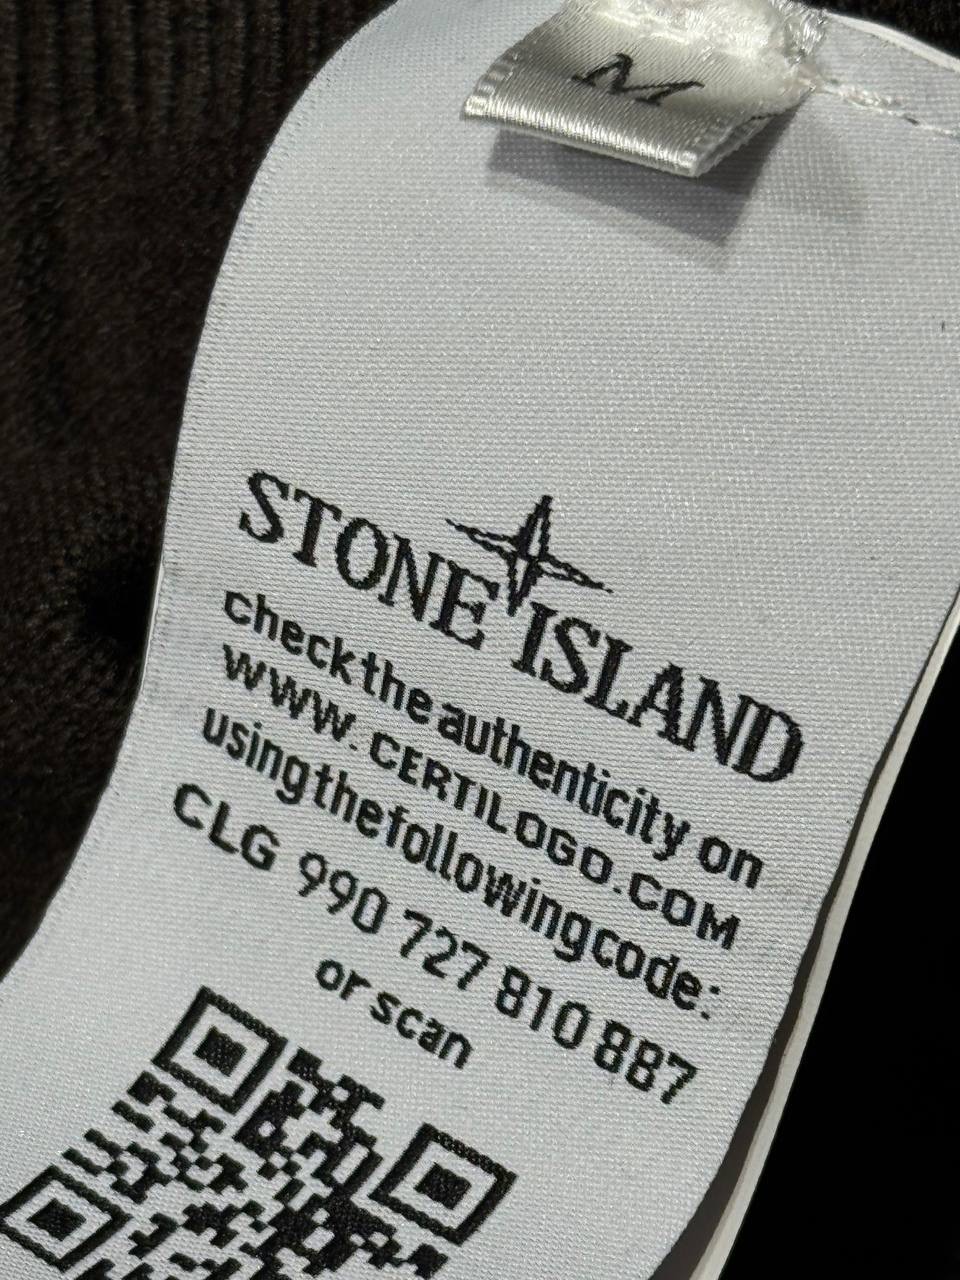 M
STONE ISLAND
check the authenticity on
WWW.CERTILOGO.COM
using the following code:
CLG 990 727 810 887
or scan